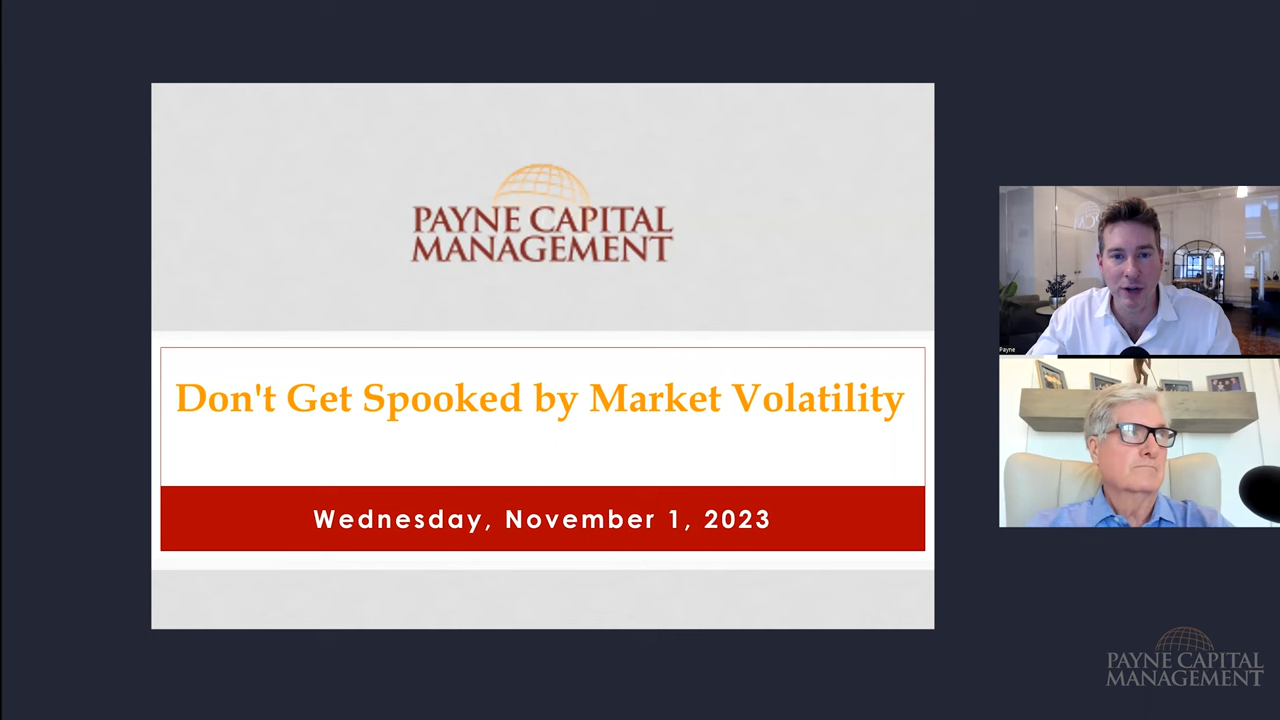 PAYNE CAPITAL
MANAGEMENT
Don't Get Spooked by Market Volatility
Wednesday, November 1, 2023
Payne
PAYNE CAPITAL
MANAGEMENT